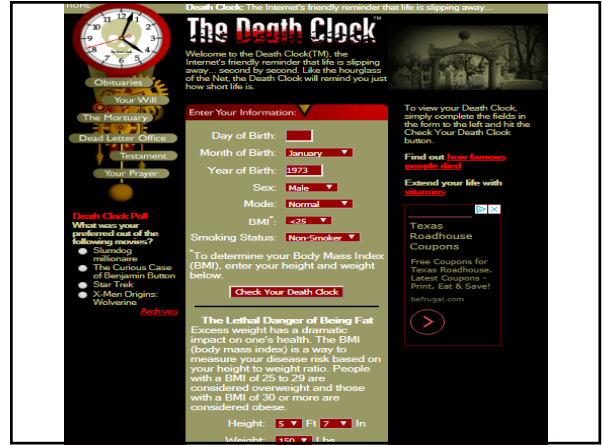 HOME
Death Clock: The Internet's friendly reminder that life is slipping away...
The Death Clock™
Welcome to the Death Clock(TM), the
Internet's friendly reminder that life is slipping
away... second by second. Like the hourglass
of the Net, the Death Clock will remind you just
how short life is.
Obituaries
Your Will
The Mortuary
Dead Letter Office
Testament
Your Prayer
Death Clock Poll
What was your
preferred out of the
following movies?
Slumdog
millionaire
The Curious Case
of Benjamin Button
Star Trek
X-Men Origins:
Wolverine
Archives
Enter Your Information:
Day of Birth:
Month of Birth: January
Year of Birth: 1973
Sex: Male
Mode: Normal
BMI*: <25
Smoking Status: Non-Smoker
*To determine your Body Mass Index
(BMI), enter your height and weight
below.
Check Your Death Clock
The Lethal Danger of Being Fat
Excess weight has a dramatic
impact on one's health. The BMI
(body mass index) is a way to
measure your disease risk based on
your height to weight ratio. People
with a BMI of 25 to 29 are
considered overweight and those
with a BMI of 30 or more are
considered obese.
Height: 5 Ft 7 In
Weight: 150 Lbs
To view your Death Clock,
simply complete the fields in
the form to the left and hit the
Check Your Death Clock
button.
Find out how famous
people died
Extend your life with
vitamins
Texas
Roadhouse
Coupons
Free Coupons for
Texas Roadhouse.
Latest Coupons -
Print, Eat & Save!
befrugal.com